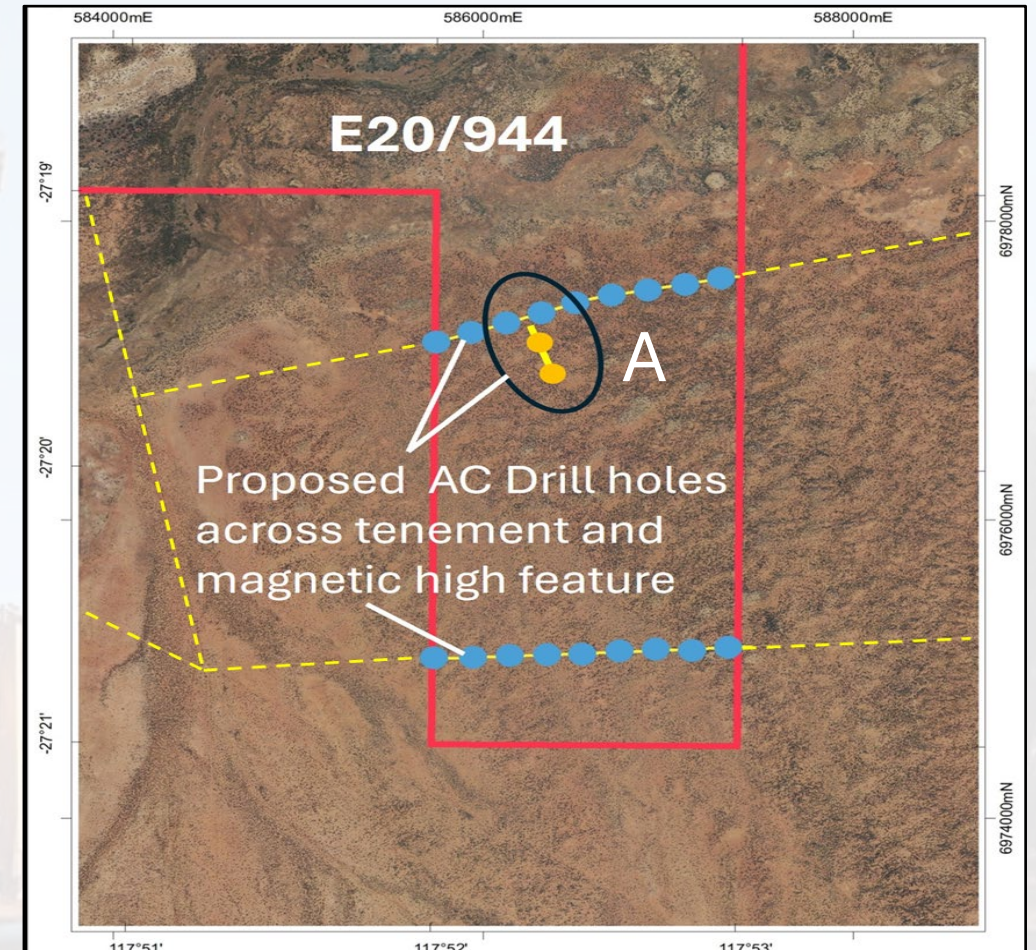 584000mE 586000mE 588000mE
E20/944
-27°19'
6978000mN
A
-27°20'
Proposed AC Drill holes
across tenement and
magnetic high feature
6976000mN
-27°21'
6974000mN
117°51' 117°52' 117°53'